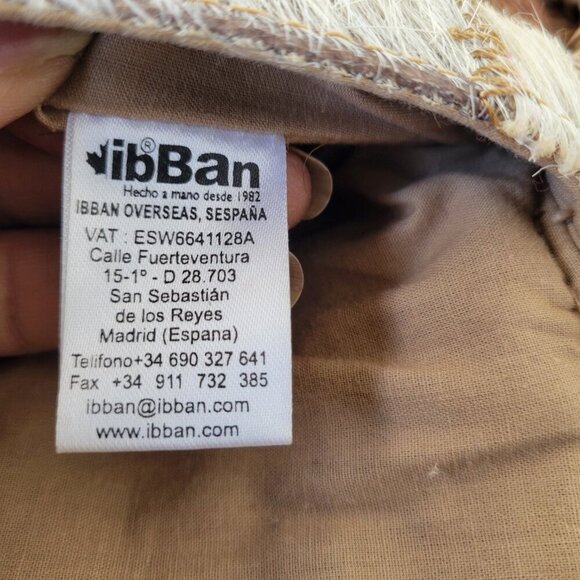 ibBan®
Hecho a mano desde 1982
IBBAN OVERSEAS, SESPAÑA
VAT : ESW6641128A
Calle Fuerteventura
15-1º - D 28.703
San Sebastián
de los Reyes
Madrid (Espana)
Telifono+34 690 327 641
Fax +34 911 732 385
ibban@ibban.com
www.ibban.com